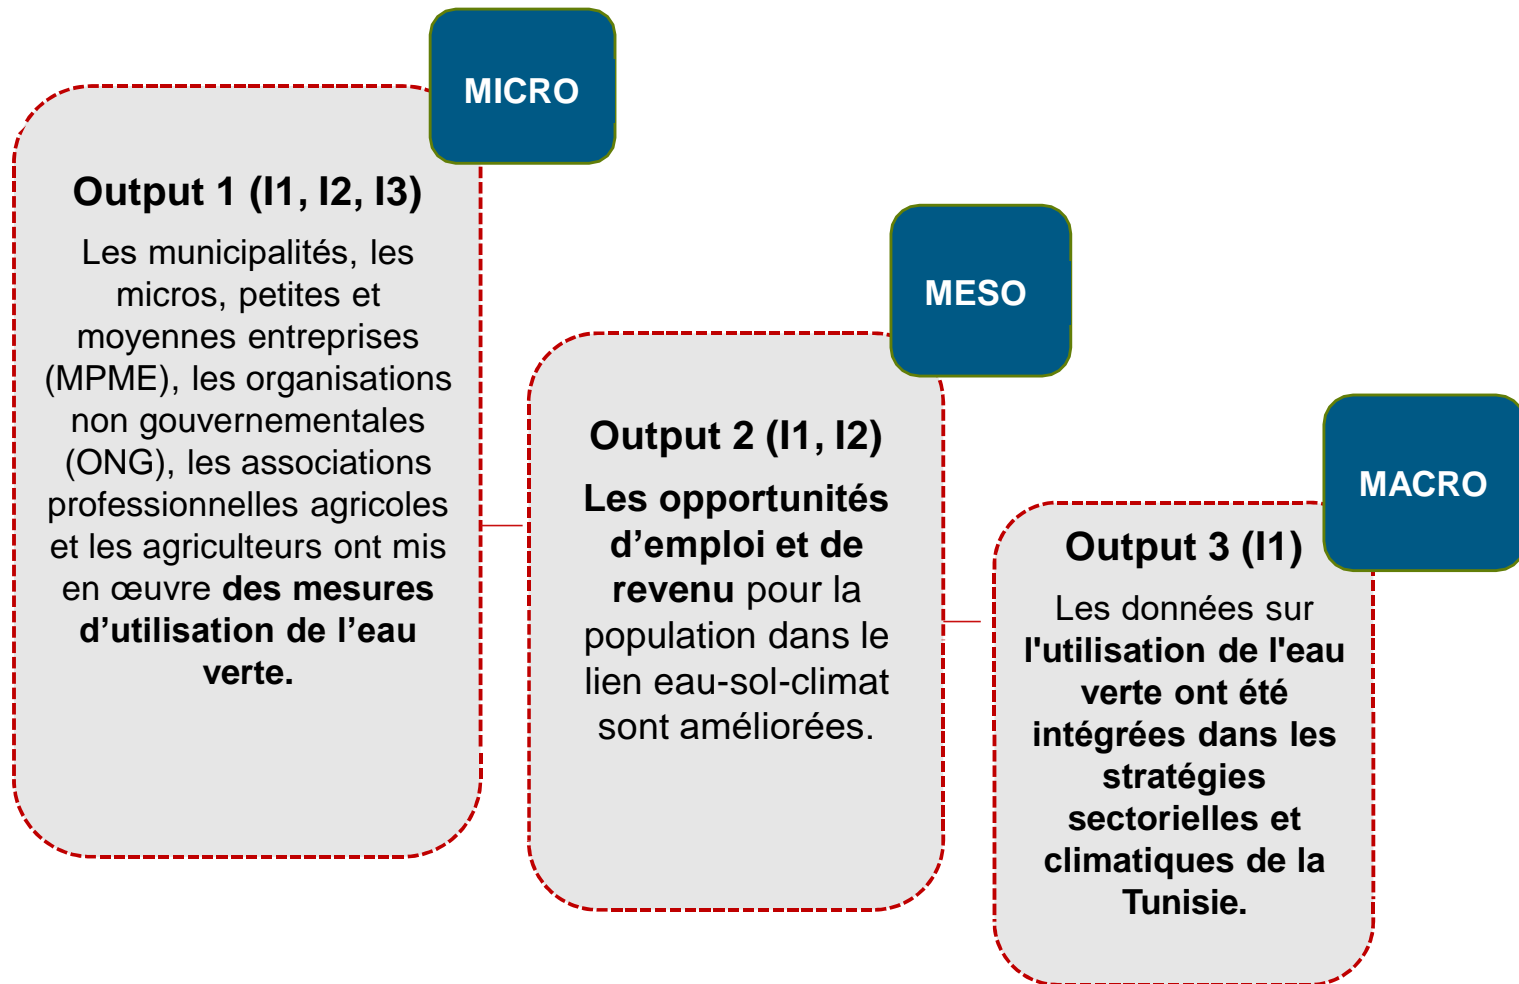 MICRO
Output 1 (I1, I2, I3)
Les municipalités, les
micros, petites et
moyennes entreprises
(MPME), les organisations
non gouvernementales
(ONG), les associations
professionnelles agricoles
et les agriculteurs ont mis
en œuvre des mesures
d’utilisation de l’eau
verte.
MESO
Output 2 (I1, I2)
Les opportunités
d’emploi et de
revenu pour la
population dans le
lien eau-sol-climat
sont améliorées.
MACRO
Output 3 (I1)
Les données sur
l'utilisation de l'eau
verte ont été
intégrées dans les
stratégies
sectorielles et
climatiques de la
Tunisie.